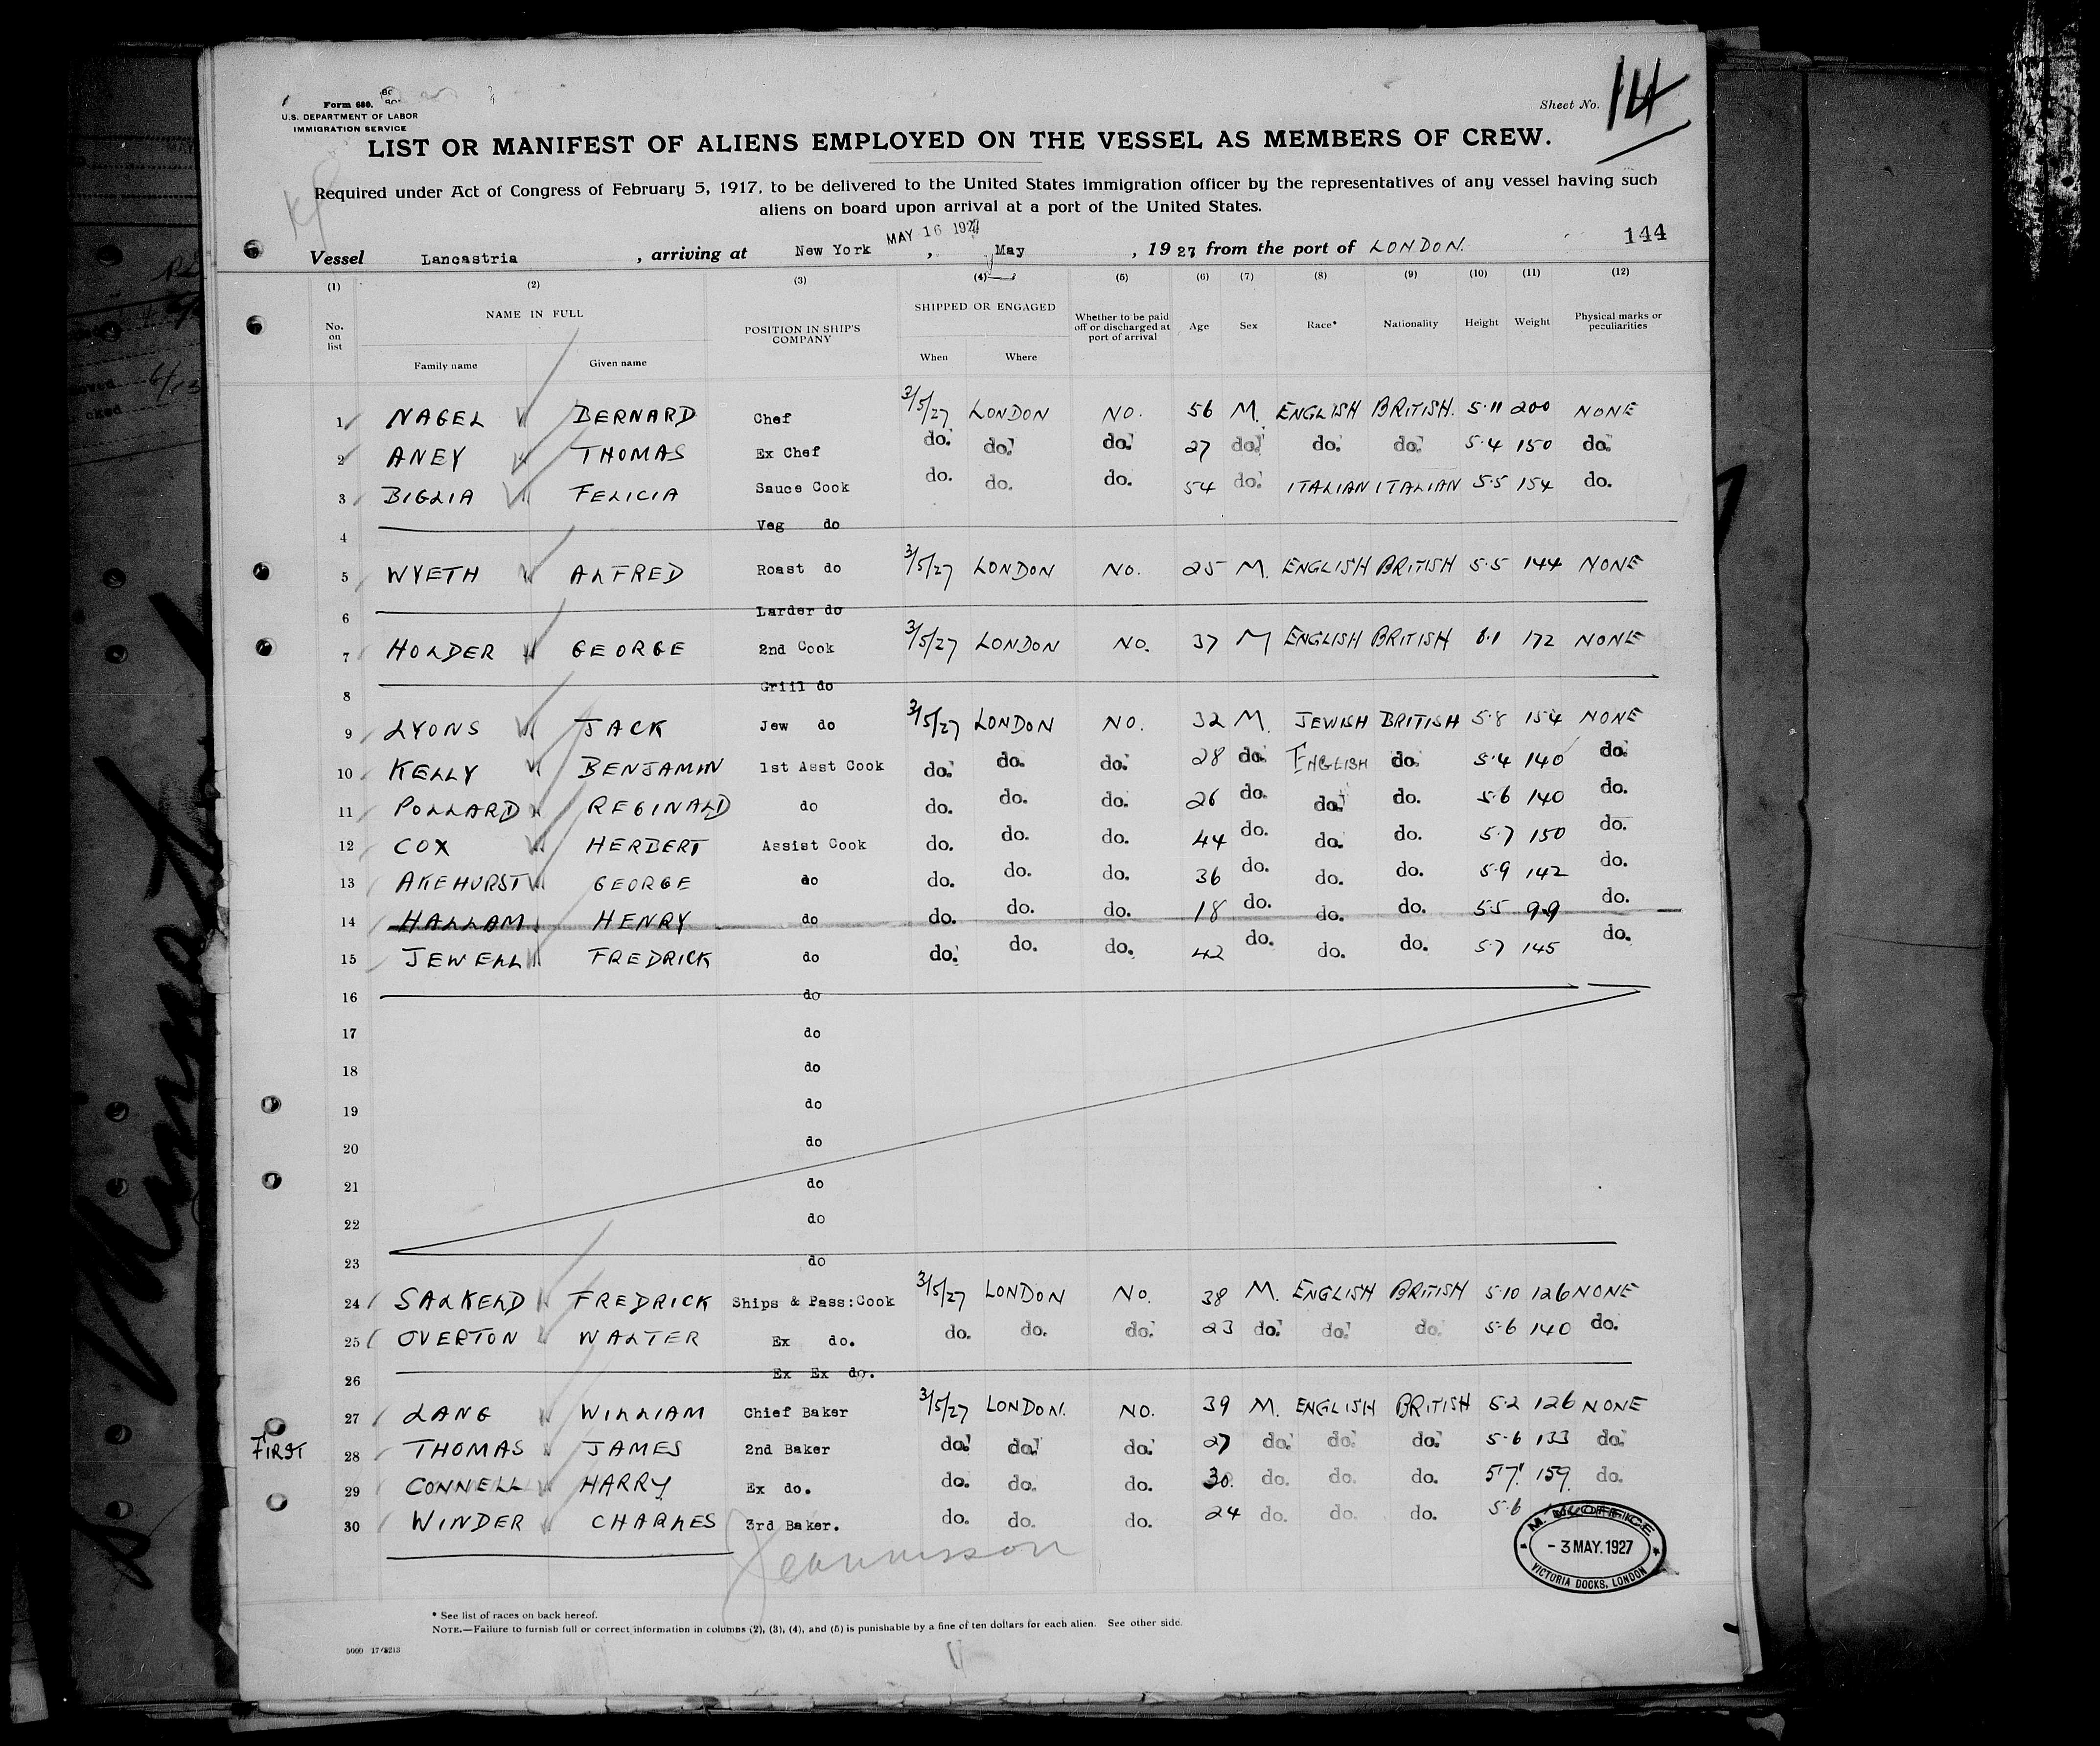 Form 680.
U.S. DEPARTMENT OF LABOR
IMMIGRATION SERVICE
Sheet No. 14
LIST OR MANIFEST OF ALIENS EMPLOYED ON THE VESSEL AS MEMBERS OF CREW.
Required under Act of Congress of February 5, 1917, to be delivered to the United States immigration officer by the representatives of any vessel having such
aliens on board upon arrival at a port of the United States.
MAY 16 1927
144
Vessel Lancastria , arriving at New York , May , 1927 from the port of LONDON.
(1) (2) (3) (4) (5) (6) (7) (8) (9) (10) (11) (12)
No. on list NAME IN FULL Family name Given name POSITION IN SHIP'S COMPANY SHIPPED OR ENGAGED When Where Whether to be paid off or discharged at port of arrival Age Sex Race* Nationality Height Weight Physical marks or peculiarities
1 NAGEL BERNARD Chef 3/5/27 LONDON NO. 56 M. ENGLISH BRITISH. 5.11 200 NONE
2 ANEY THOMAS Ex Chef do. do. do. 27 do. do. do. 5.4 150 do.
3 BIGLIA FELICIA Sauce Cook do. do. do. 54 do. ITALIAN ITALIAN 5.5 154 do.
4 Veg do
5 WYETH ALFRED Roast do 3/5/27 LONDON NO. 25 M. ENGLISH BRITISH 5.5 144 NONE
6 Larder do
7 HOLDER GEORGE 2nd Cook 3/5/27 LONDON NO. 37 M ENGLISH BRITISH 6.1 172 NONE
8 Grill do
9 LYONS JACK Jew do 3/5/27 LONDON NO. 32 M. JEWISH BRITISH 5.8 154 NONE
10 KELLY BENJAMIN 1st Asst Cook do. do. do. 28 do. ENGLISH do. 5.4 140 do.
11 POLLARD REGINALD do do. do. do. 26 do. do. do. 5.6 140 do.
12 COX HERBERT Assist Cook do. do. do. 44 do. do. do. 5.7 150 do.
13 AKEHURST GEORGE do do. do. do. 36 do. do. do. 5.9 142 do.
14 HALLAM HENRY do do. do. do. 18 do. do. do. 5.5 99 do.
15 JEWELL FREDRICK do do. do. do. 42 do. do. do. 5.7 145 do.
16 do
17 do
18 do
19 do
20 do
21 do
22 do
23 do
24 SALKELD FREDRICK Ships & Pass:Cook 3/5/27 LONDON NO. 38 M. ENGLISH BRITISH 5.10 126 NONE
25 OVERTON WALTER Ex do. do. do. do. 23 do. do. do. 5.6 140 do.
26 Ex Ex do.
27 LANG WILLIAM Chief Baker 3/5/27 LONDON. NO. 39 M. ENGLISH BRITISH 5.2 126 NONE
FIRST 28 THOMAS JAMES 2nd Baker do. do. do. 27 do. do. do. 5.6 133 do.
29 CONNELL HARRY Ex do. do. do. do. 30. do. do. do. 5.7 159 do.
30 WINDER CHARLES 3rd Baker. do. do. do. 24 do. do. do. 5.6
- 3 MAY.1927
VICTORIA DOCKS, LONDON
* See list of races on back hereof.
NOTE.—Failure to furnish full or correct information in columns (2), (3), (4), and (5) is punishable by a fine of ten dollars for each alien. See other side.